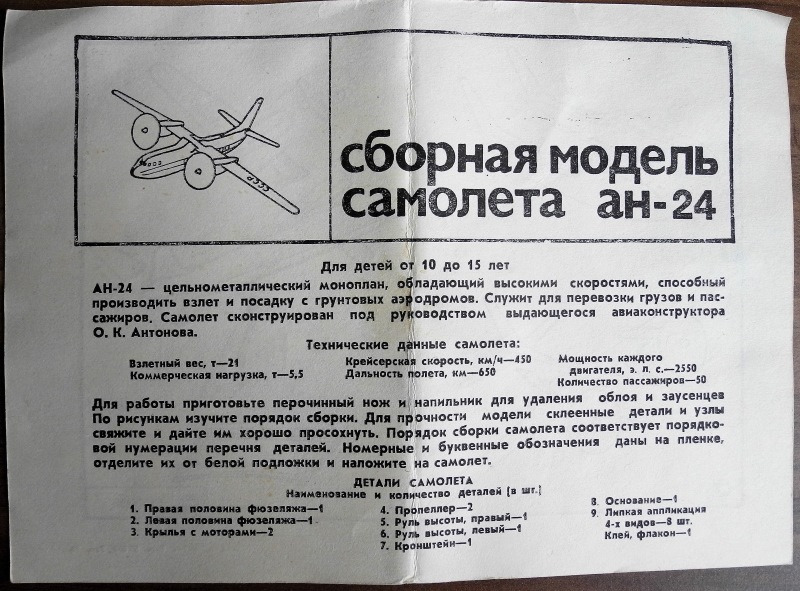 сборная модель
самолета ан-24
Для детей от 10 до 15 лет
АН-24 — цельнометаллический моноплан, обладающий высокими скоростями, способный
производить взлет и посадку с грунтовых аэродромов. Служит для перевозки грузов и пас-
сажиров. Самолет сконструирован под руководством выдающегося авиаконструктора
О. К. Антонова.
Технические данные самолета:
Взлетный вес, т—21
Коммерческая нагрузка, т—5,5
Крейсерская скорость, км/ч—450
Дальность полета, км—650
Мощность каждого
двигателя, э. л. с.—2550
Количество пассажиров—50
Для работы приготовьте перочинный нож и напильник для удаления облоя и заусенцев
По рисункам изучите порядок сборки. Для прочности модели склеенные детали и узлы
свяжите и дайте им хорошо просохнуть. Порядок сборки самолета соответствует порядко-
вой нумерации перечня деталей. Номерные и буквенные обозначения даны на пленке,
отделите их от белой подложки и наложите на самолет.
ДЕТАЛИ САМОЛЕТА
Наименование и количество деталей (в шт.)
1. Правая половина фюзеляжа—1
2. Левая половина фюзеляжа—1
3. Крылья с моторами—2
4. Пропеллер—2
5. Руль высоты, правый—1
6. Руль высоты, левый—1
7. Кронштейн—1
8. Основание—1
9. Липкая аппликация
4-х видов—8 шт.
Клей, флакон—1